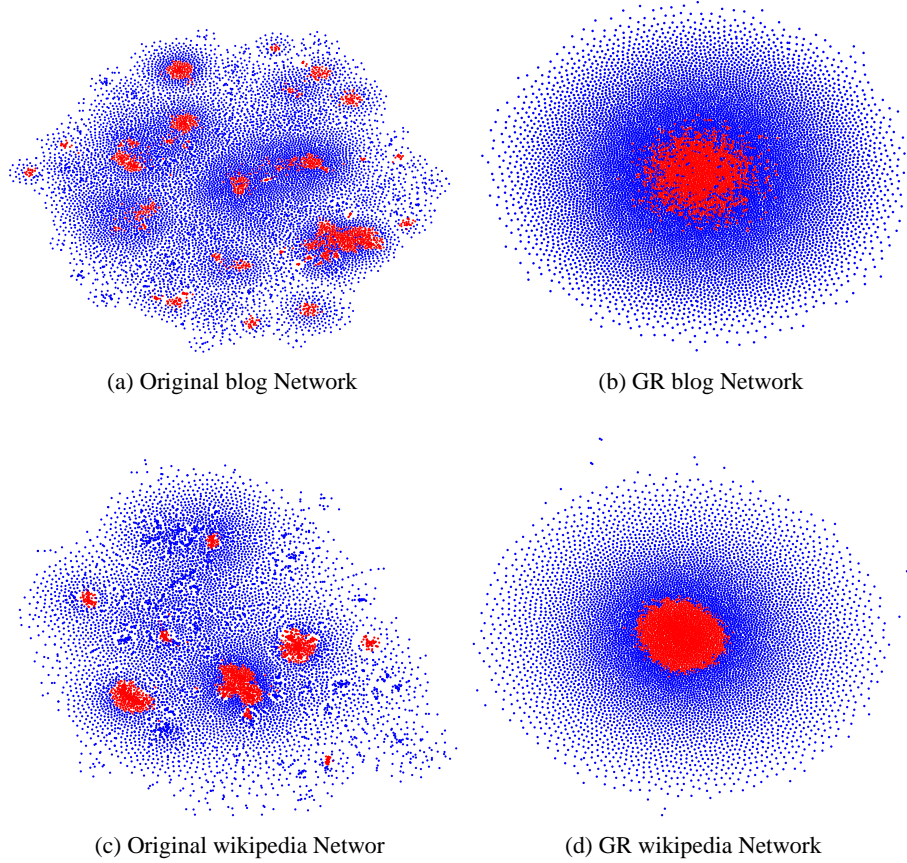 (a) Original blog Network
(b) GR blog Network
(c) Original wikipedia Networ
(d) GR wikipedia Network